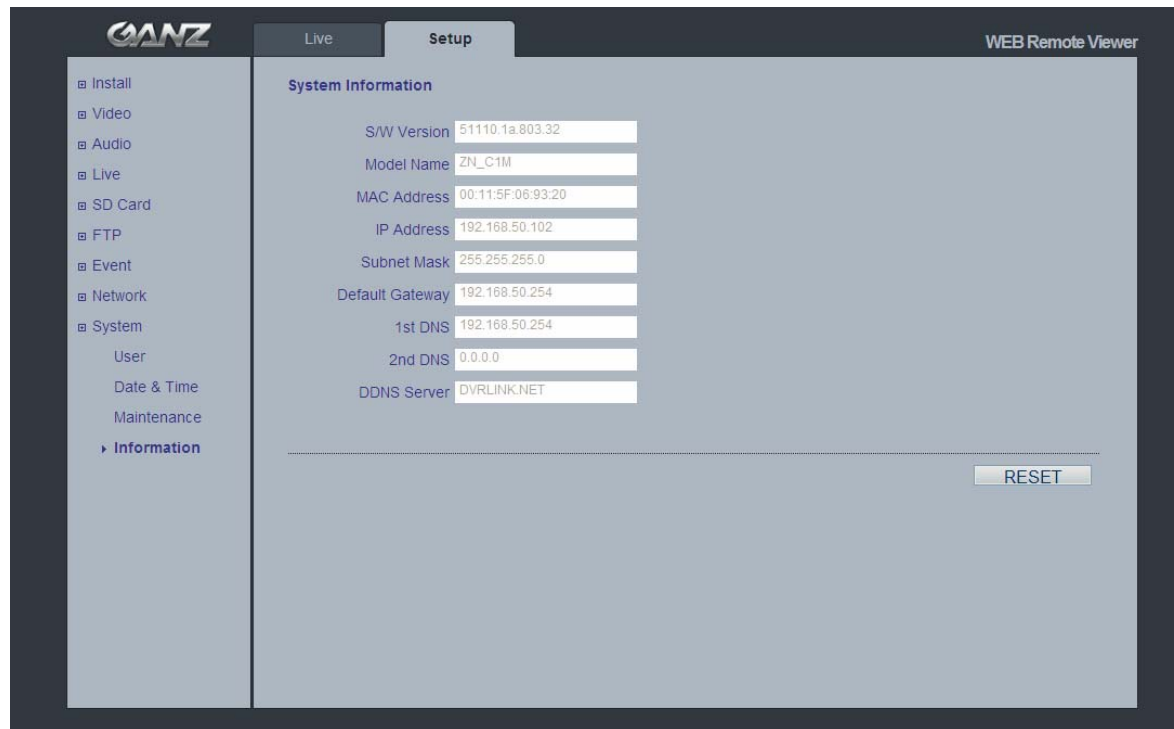 GANZ
Live
Setup
WEB Remote Viewer
Install
Video
Audio
Live
SD Card
FTP
Event
Network
System
User
Date & Time
Maintenance
Information
System Information
S/W Version 51110.1a.803.32
Model Name ZN_C1M
MAC Address 00:11:5F:06:93:20
IP Address 192.168.50.102
Subnet Mask 255.255.255.0
Default Gateway 192.168.50.254
1st DNS 192.168.50.254
2nd DNS 0.0.0.0
DDNS Server DVRLINK.NET
RESET